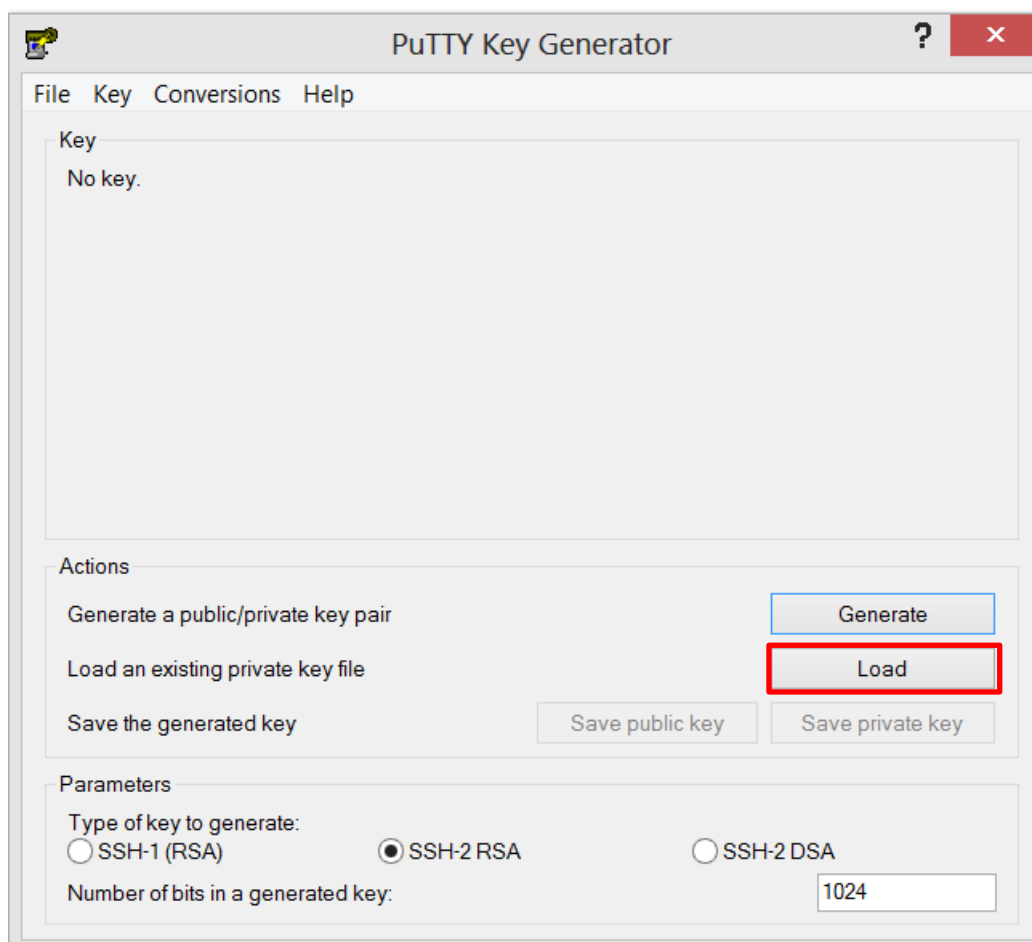 PuTTY Key Generator
? x
File Key Conversions Help
Key
No key.
Actions
Generate a public/private key pair Generate
Load an existing private key file Load
Save the generated key Save public key Save private key
Parameters
Type of key to generate:
SSH-1 (RSA) SSH-2 RSA SSH-2 DSA
Number of bits in a generated key: 1024